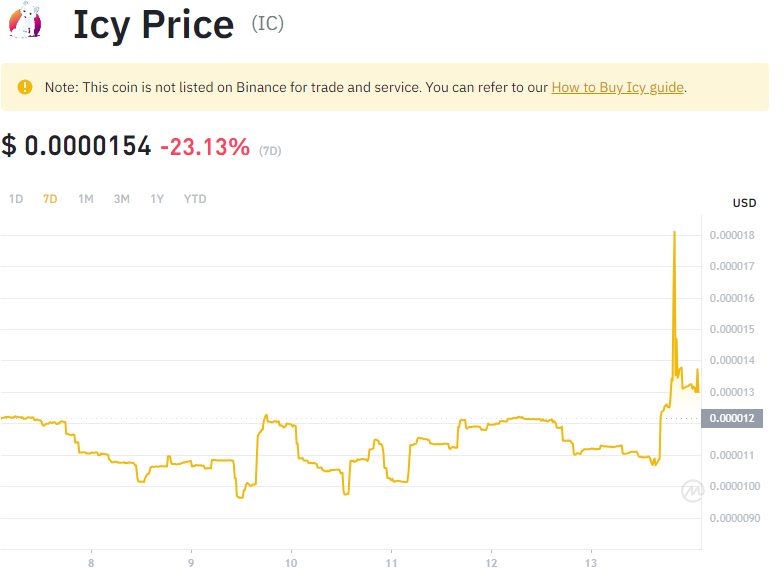 Icy Price (IC)
Note: This coin is not listed on Binance for trade and service. You can refer to our How to Buy Icy guide.
$ 0.0000154 -23.13% (7D)
1D 7D 1M 3M 1Y YTD
USD
0.000018
0.000017
0.000016
0.000015
0.000014
0.000013
0.000012
0.000011
0.0000100
0.0000090
8 9 10 11 12 13